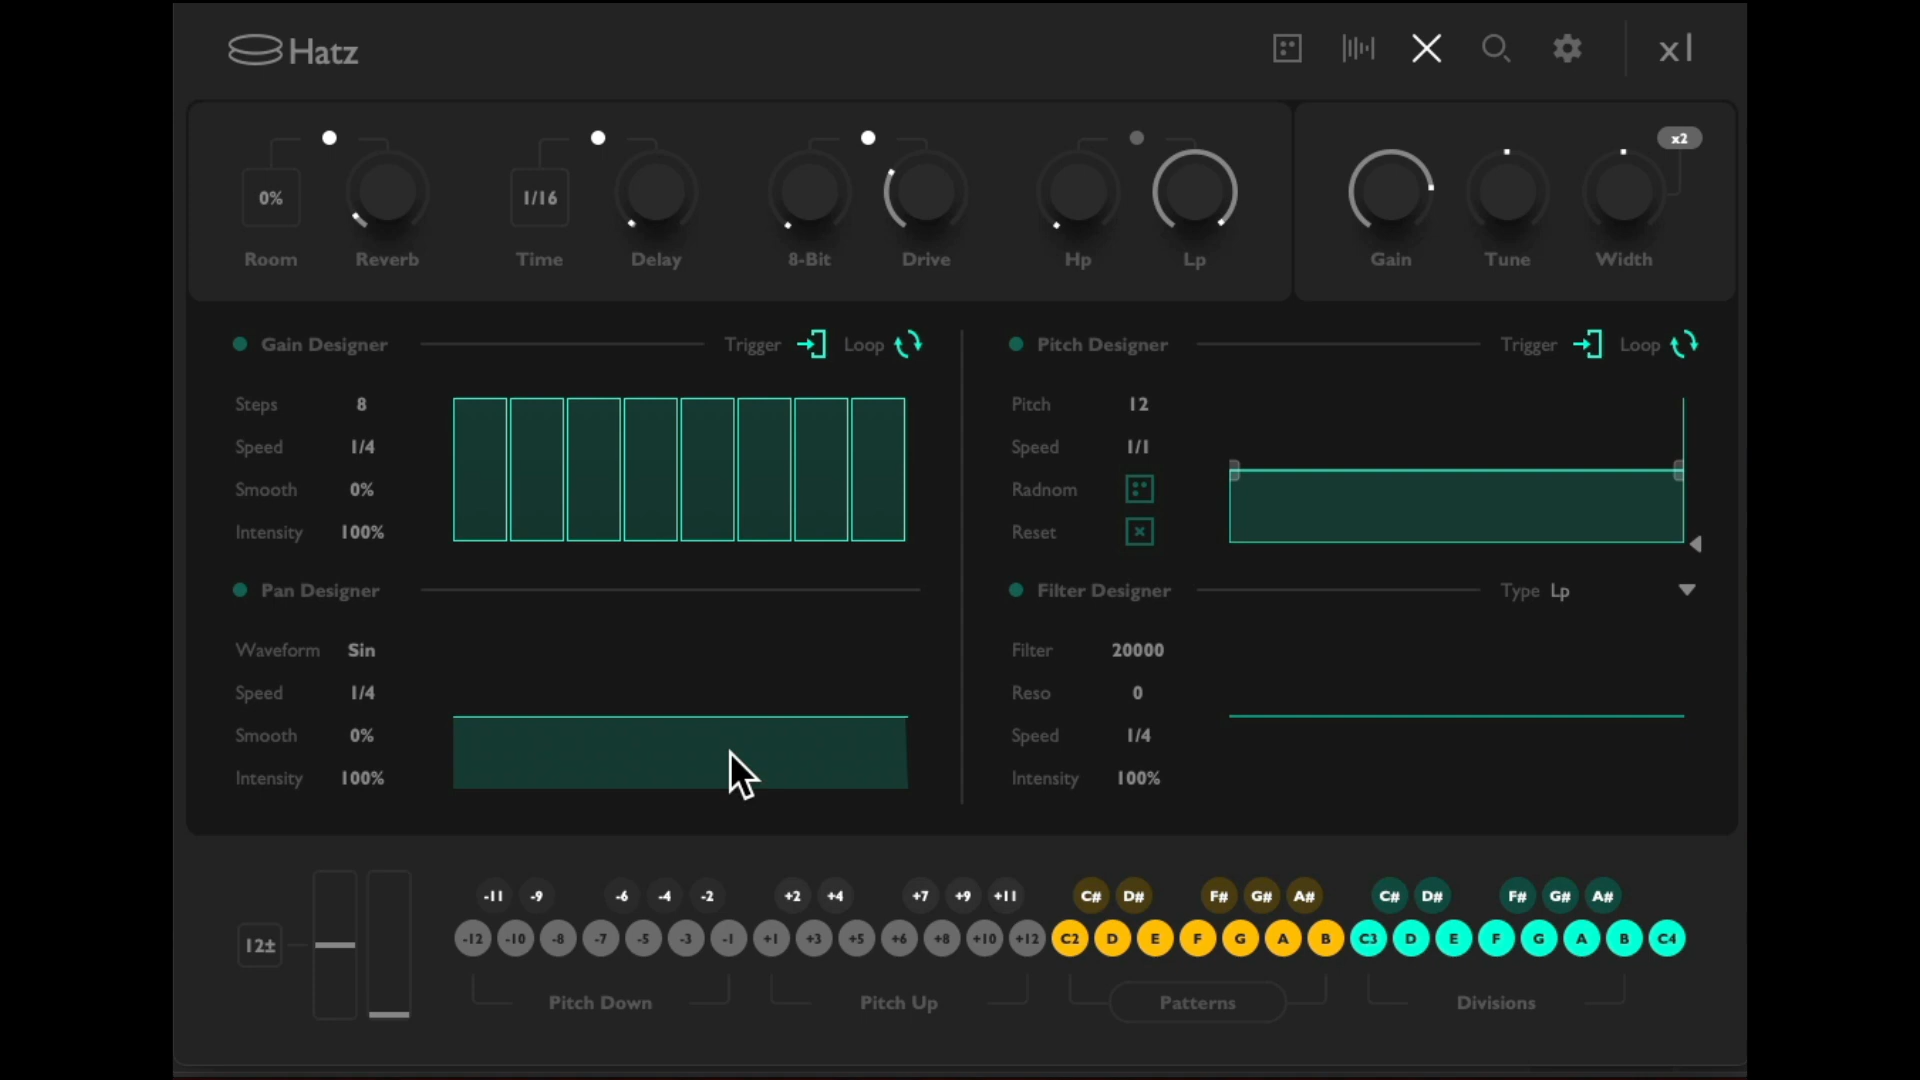 Hatz
xl
x2
0%
1/16
Room
Reverb
Time
Delay
8-Bit
Drive
Hp
Lp
Gain
Tune
Width
Gain Designer
Trigger
Loop
Steps
8
Speed
1/4
Smooth
0%
Intensity
100%
Pitch Designer
Trigger
Loop
Pitch
12
Speed
1/1
Radnom
Reset
Pan Designer
Waveform
Sin
Speed
1/4
Smooth
0%
Intensity
100%
Filter Designer
Type Lp
Filter
20000
Reso
0
Speed
1/4
Intensity
100%
12±
-11 -9 -6 -4 -2 +2 +4 +7 +9 +11 C# D# F# G# A# C# D# F# G# A#
-12 -10 -8 -7 -5 -3 -1 +1 +3 +5 +6 +8 +10 +12 C2 D E F G A B C3 D E F G A B C4
Pitch Down
Pitch Up
Patterns
Divisions